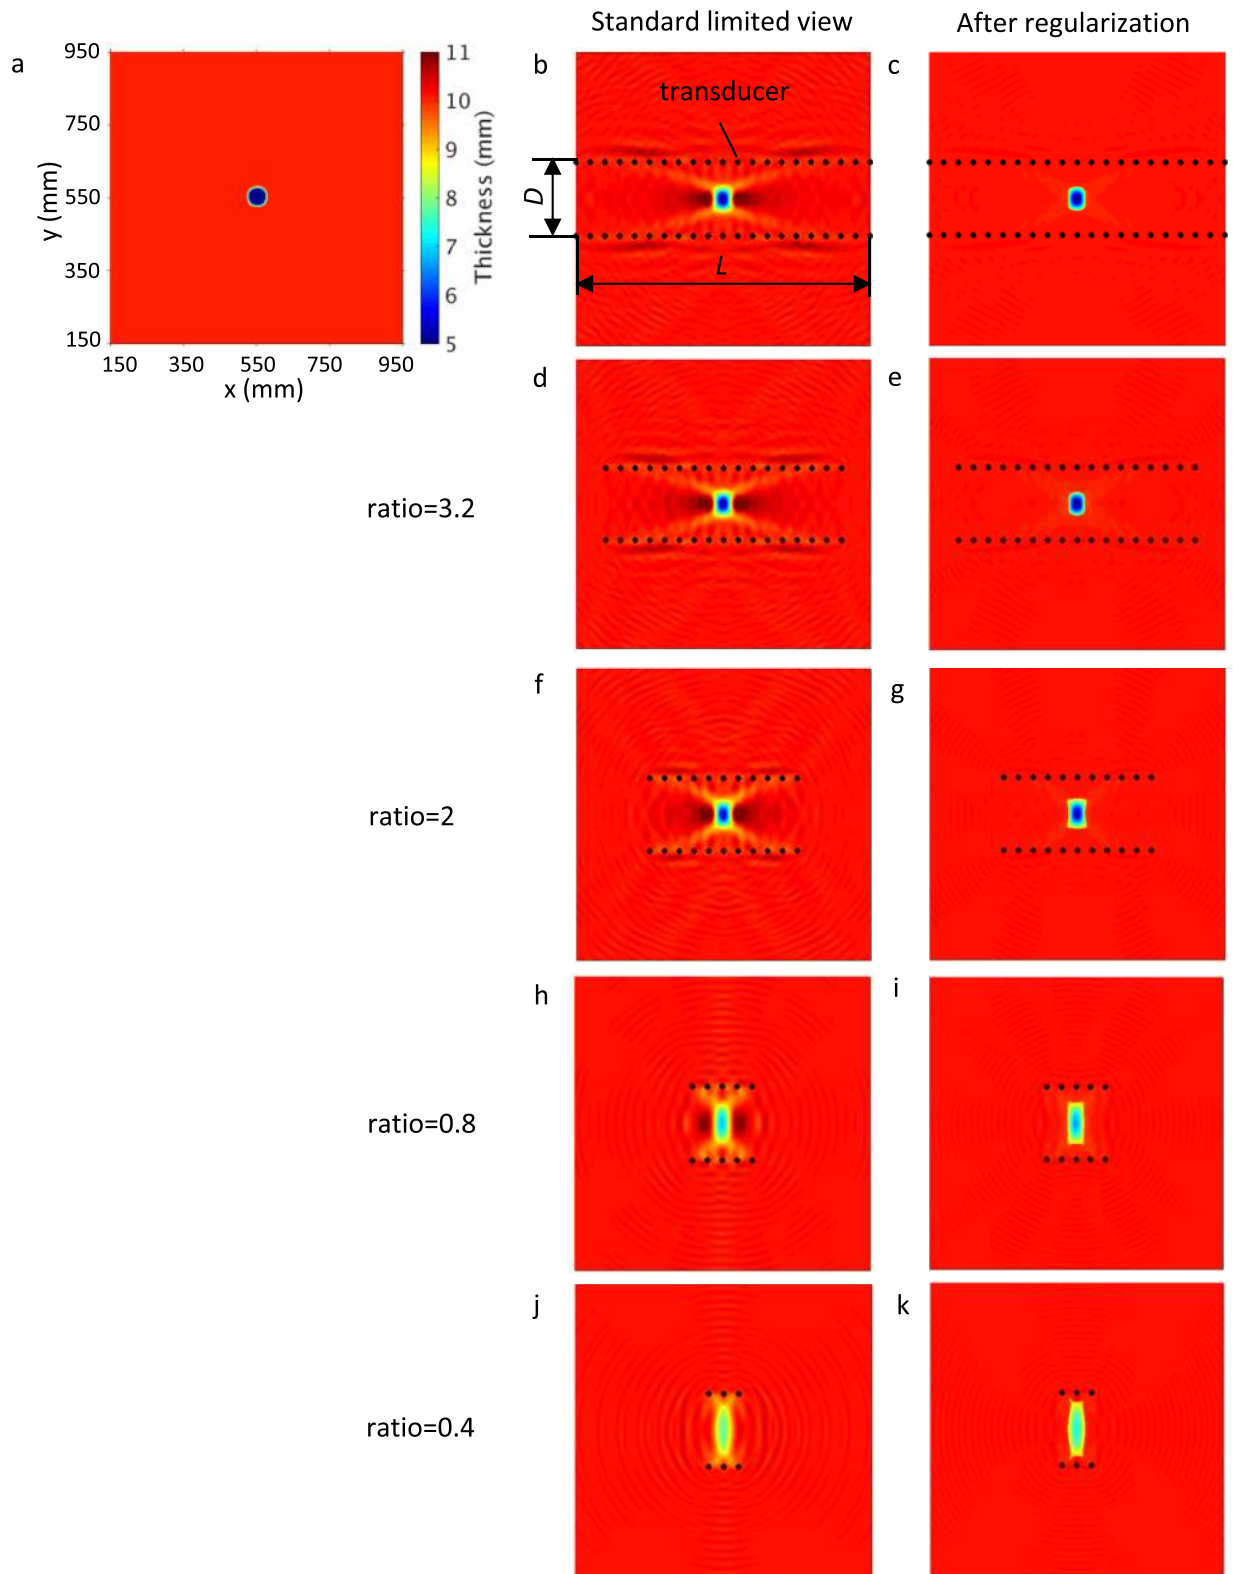 Standard limited view
After regularization
a
950
750
550
350
150
y (mm)
150 350 550 750 950
x (mm)
11
10
9
8
7
6
5
Thickness (mm)
b
transducer
D
L
c
ratio=3.2
d
e
ratio=2
f
g
ratio=0.8
h
i
ratio=0.4
j
k